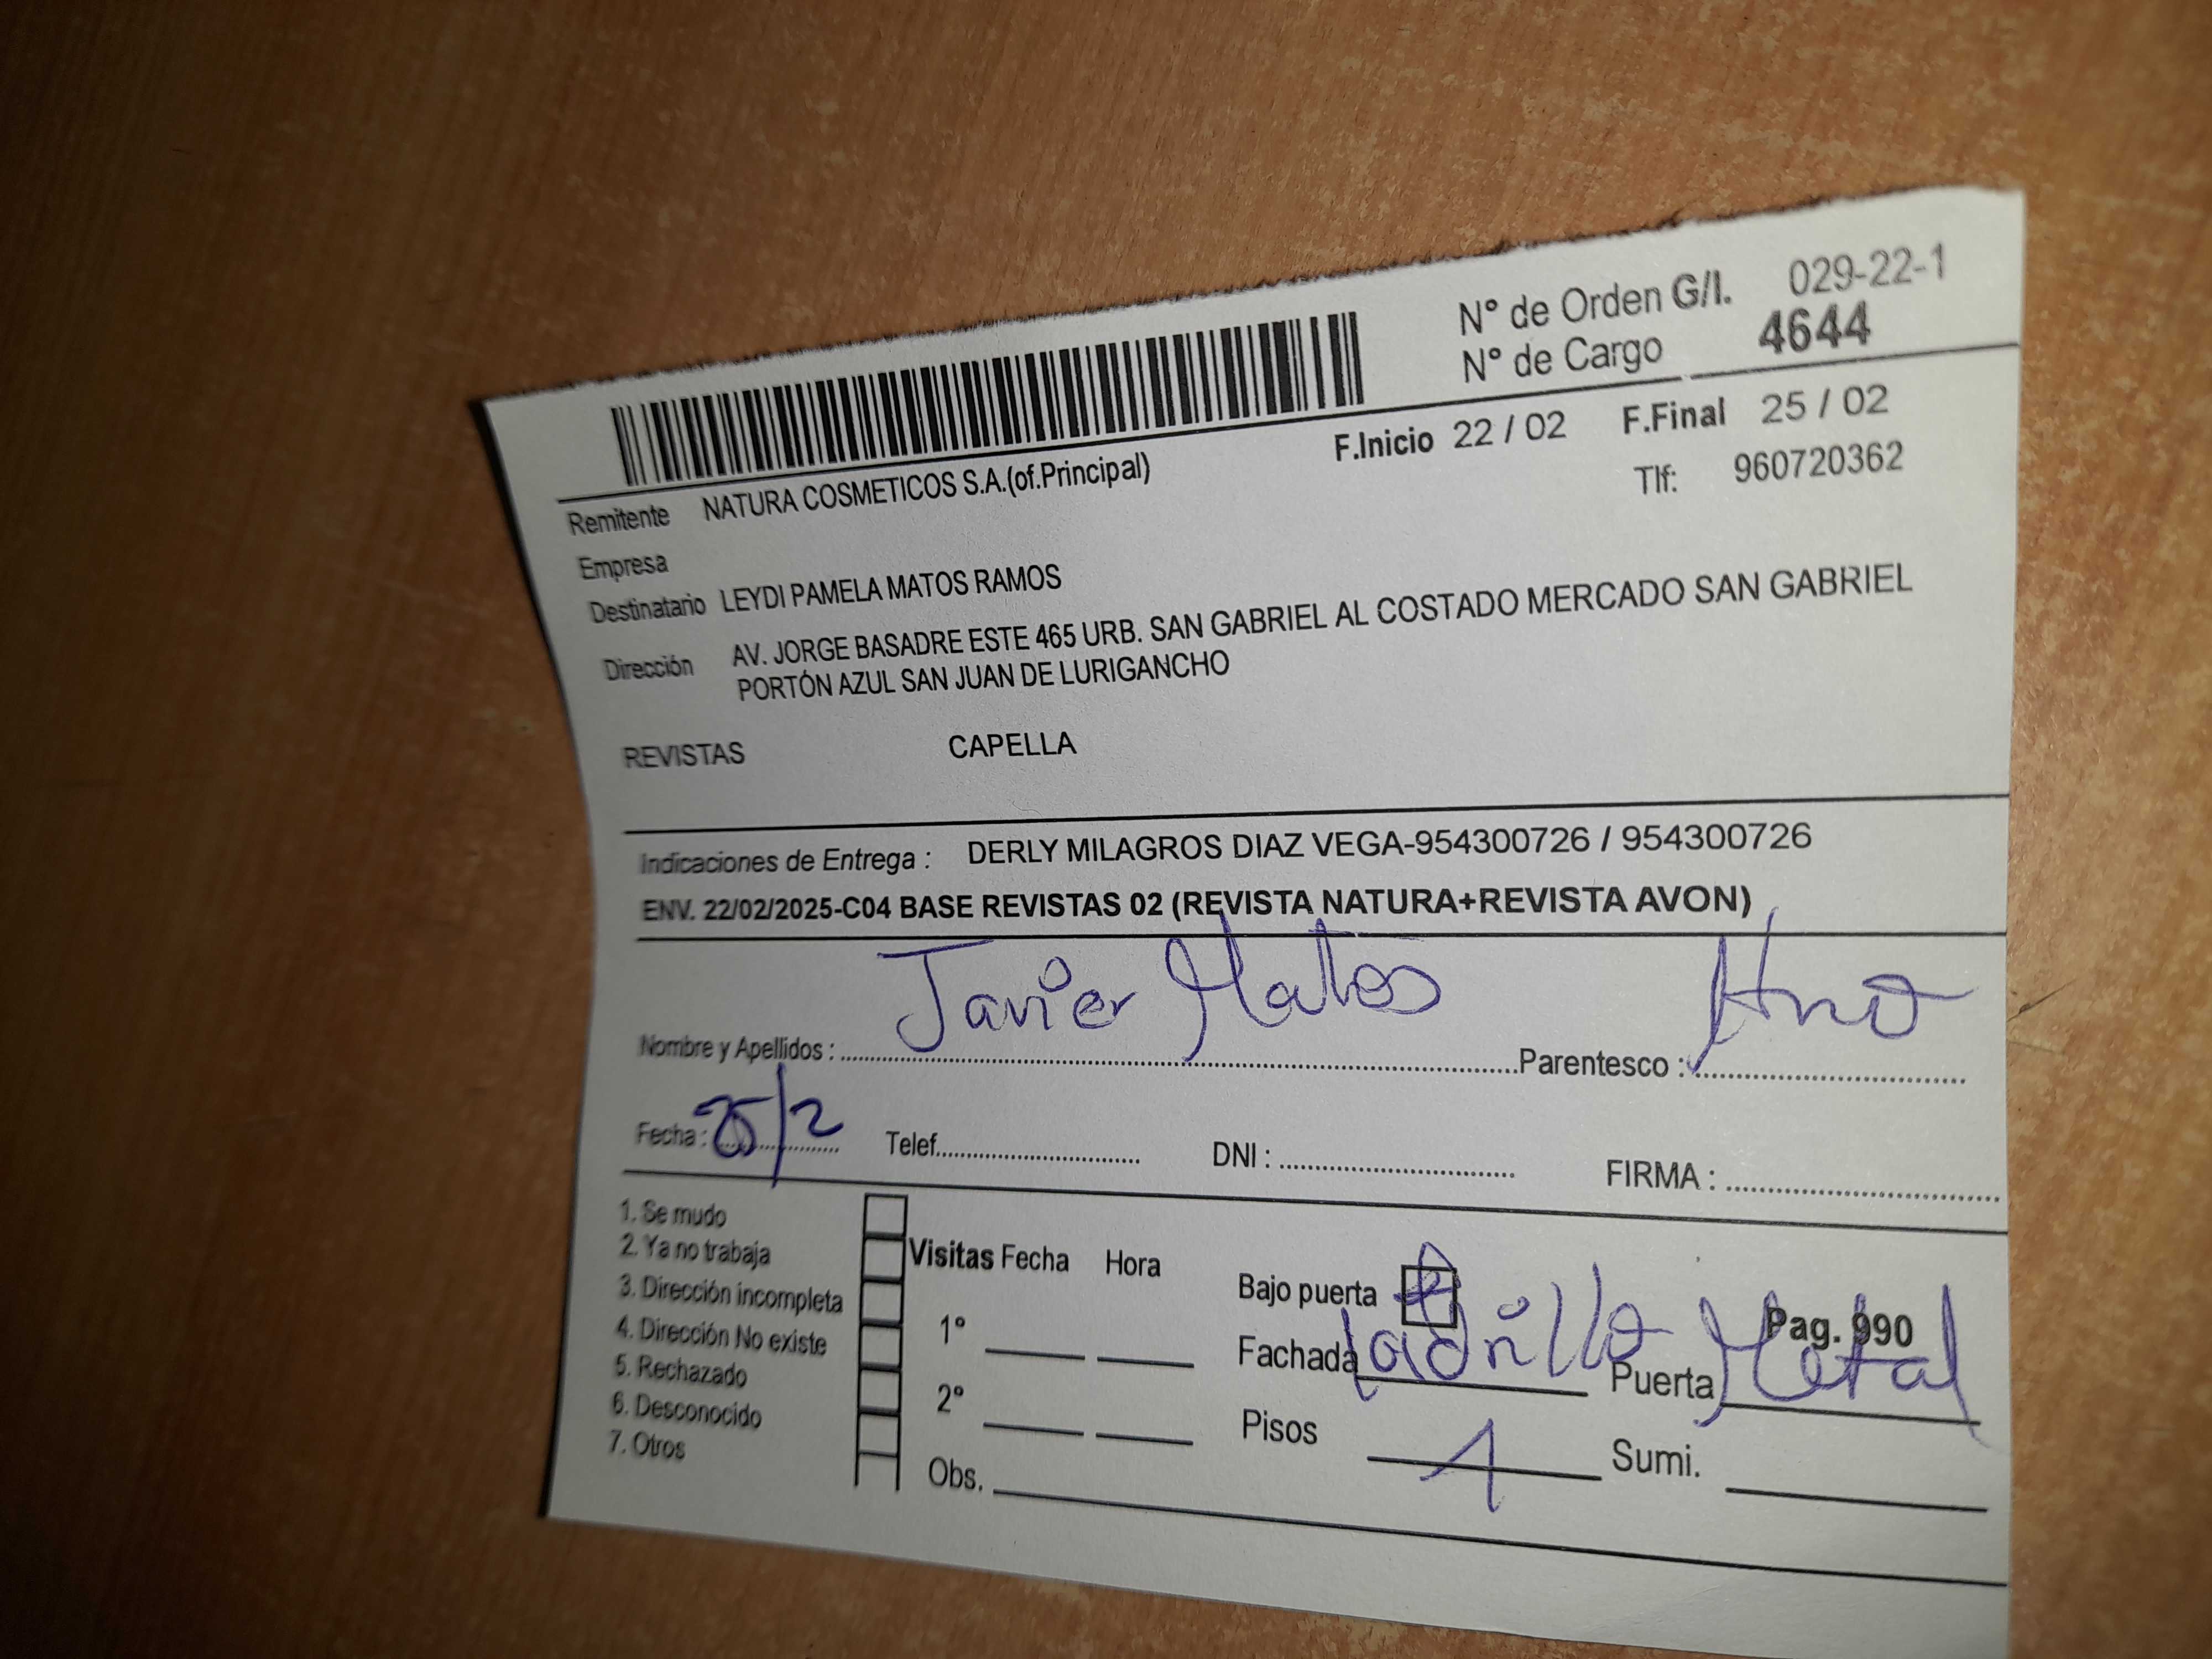 N° de Orden G/I. 029-22-1
N° de Cargo 4644
F.Inicio 22 / 02 F.Final 25 / 02
Tlf: 960720362
Remitente NATURA COSMETICOS S.A.(of.Principal)
Empresa
Destinatario LEYDI PAMELA MATOS RAMOS
Dirección AV. JORGE BASADRE ESTE 465 URB. SAN GABRIEL AL COSTADO MERCADO SAN GABRIEL
PORTÓN AZUL SAN JUAN DE LURIGANCHO
REVISTAS CAPELLA
Indicaciones de Entrega : DERLY MILAGROS DIAZ VEGA-954300726 / 954300726
ENV. 22/02/2025-C04 BASE REVISTAS 02 (REVISTA NATURA+REVISTA AVON)
Nombre y Apellidos : Javier Matos Parentesco : Hno
Fecha : 25/2 Telef. DNI : FIRMA :
1. Se mudo
2. Ya no trabaja
3. Dirección incompleta
4. Dirección No existe
5. Rechazado
6. Desconocido
7. Otros
Visitas Fecha Hora
1°
2°
Obs.
Bajo puerta
Pag. 990
Fachada ladrillo Puerta Metal
Pisos 1 Sumi.